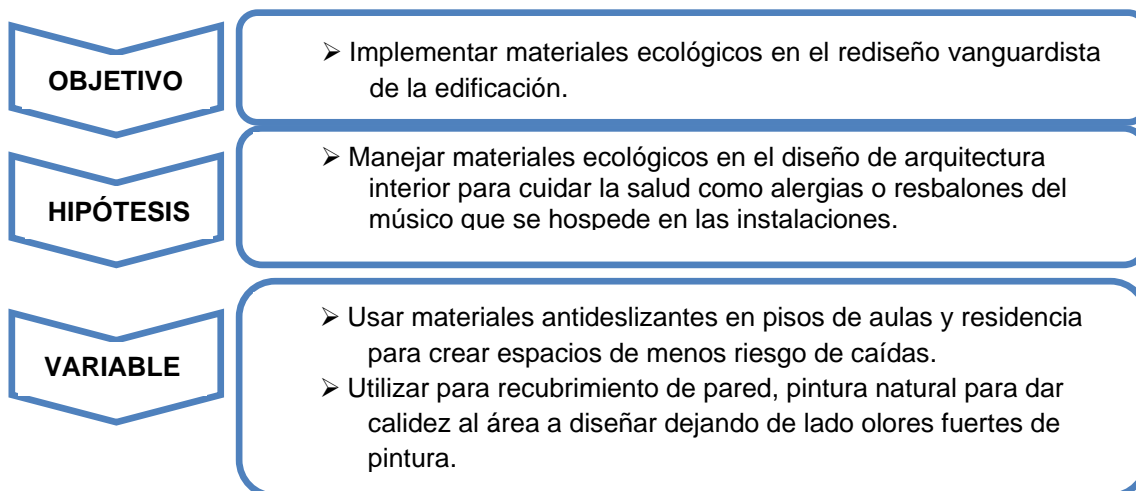 OBJETIVO
➢ Implementar materiales ecológicos en el rediseño vanguardista
de la edificación.
HIPÓTESIS
➢ Manejar materiales ecológicos en el diseño de arquitectura
interior para cuidar la salud como alergias o resbalones del
músico que se hospede en las instalaciones.
VARIABLE
➢ Usar materiales antideslizantes en pisos de aulas y residencia
para crear espacios de menos riesgo de caídas.
➢ Utilizar para recubrimiento de pared, pintura natural para dar
calidez al área a diseñar dejando de lado olores fuertes de
pintura.